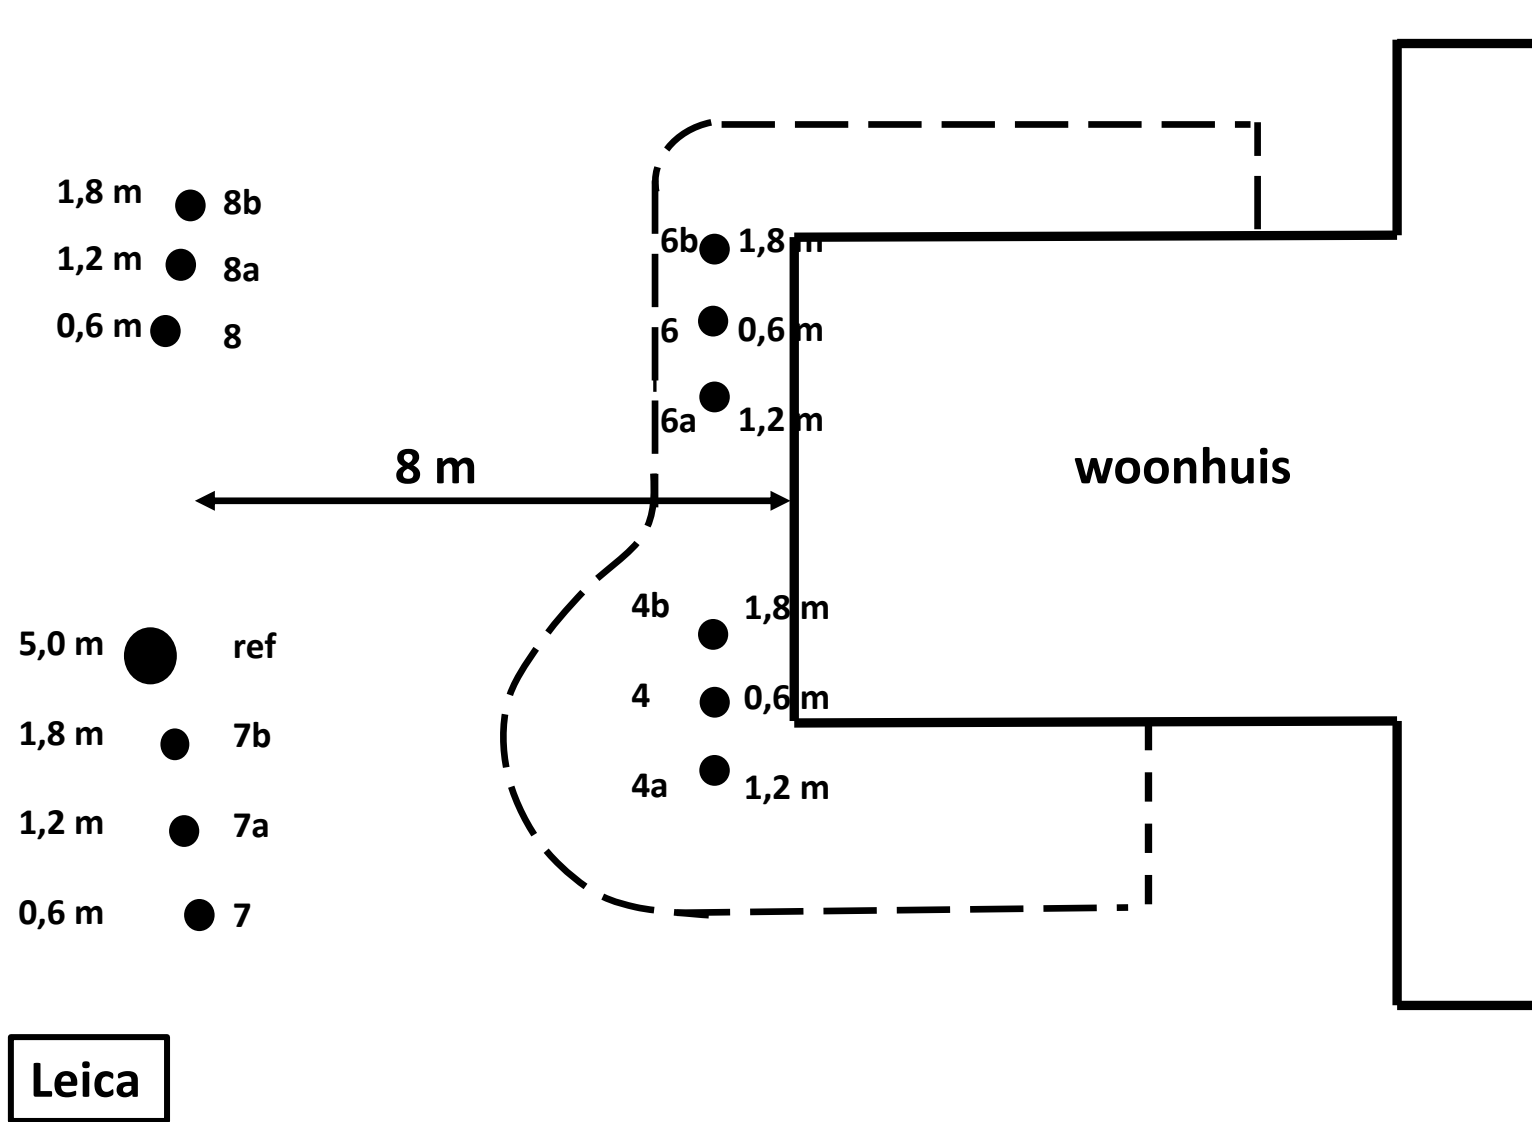 1,8 m 8b
1,2 m 8a
0,6 m 8
6b 1,8 m
6 0,6 m
6a 1,2 m
8 m
woonhuis
4b 1,8 m
4 0,6 m
4a 1,2 m
5,0 m ref
1,8 m 7b
1,2 m 7a
0,6 m 7
Leica